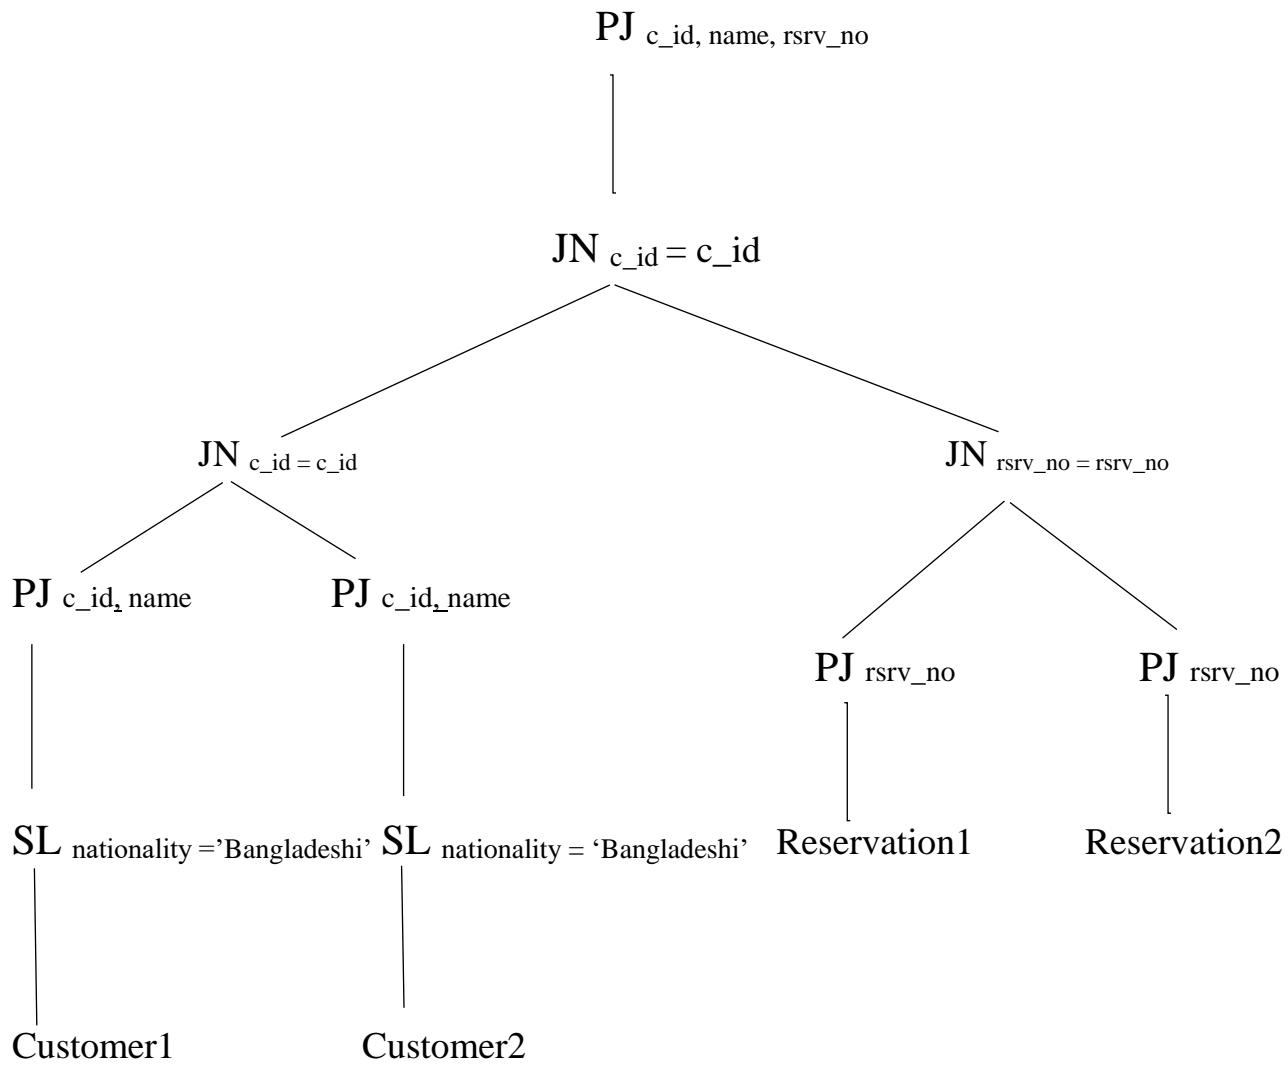 PJ c_id, name, rsrv_no
JN c_id = c_id
JN c_id = c_id
JN rsrv_no = rsrv_no
PJ c_id, name
PJ c_id, name
PJ rsrv_no
PJ rsrv_no
SL nationality =’Bangladeshi’
SL nationality = ‘Bangladeshi’
Reservation1
Reservation2
Customer1
Customer2